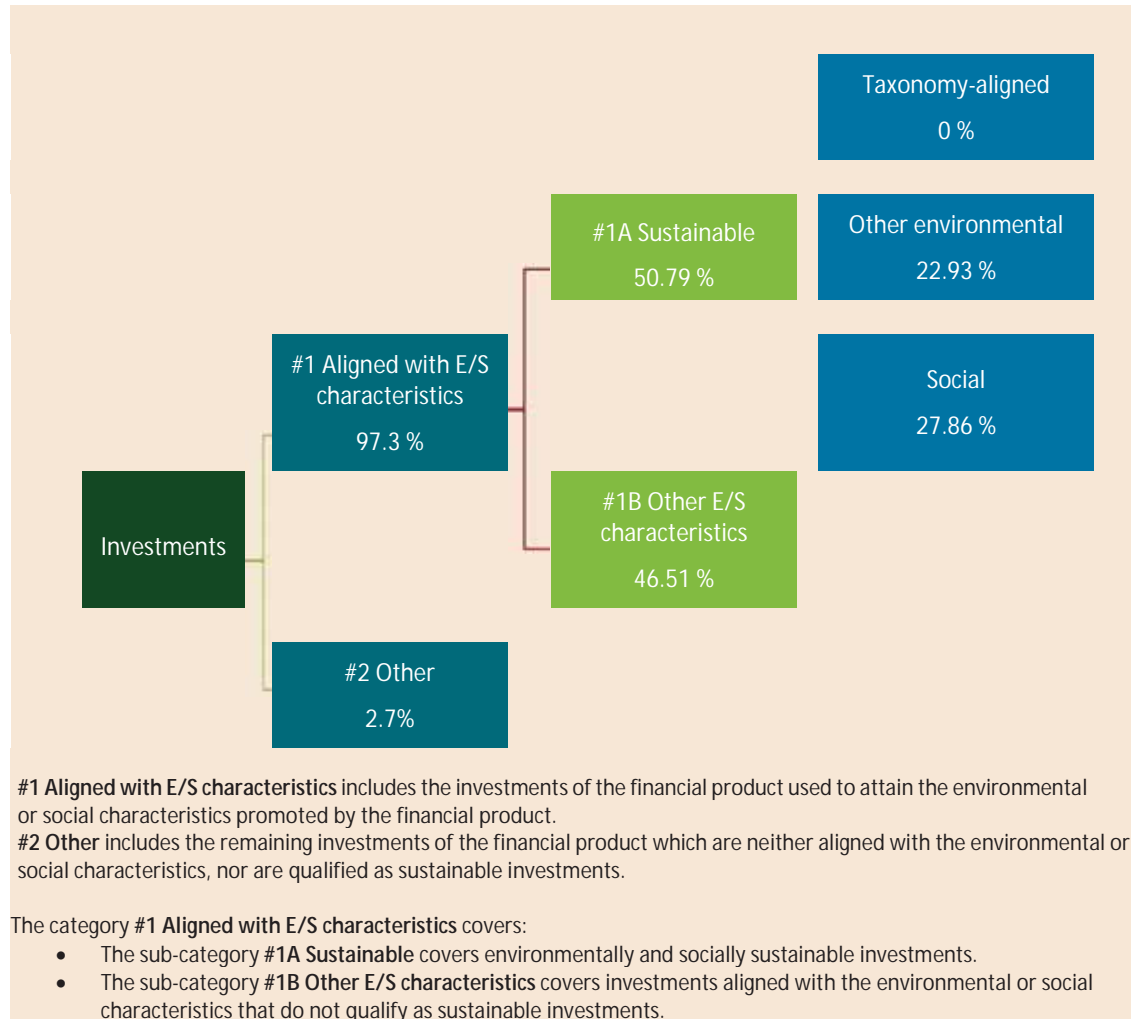 Taxonomy-aligned
0 %
#1A Sustainable
50.79 %
Other environmental
22.93 %
#1 Aligned with E/S
characteristics
97.3 %
Social
27.86 %
Investments
#1B Other E/S
characteristics
46.51 %
#2 Other
2.7%
#1 Aligned with E/S characteristics includes the investments of the financial product used to attain the environmental
or social characteristics promoted by the financial product.
#2 Other includes the remaining investments of the financial product which are neither aligned with the environmental or
social characteristics, nor are qualified as sustainable investments.
The category #1 Aligned with E/S characteristics covers:
• The sub-category #1A Sustainable covers environmentally and socially sustainable investments.
• The sub-category #1B Other E/S characteristics covers investments aligned with the environmental or social
characteristics that do not qualify as sustainable investments.